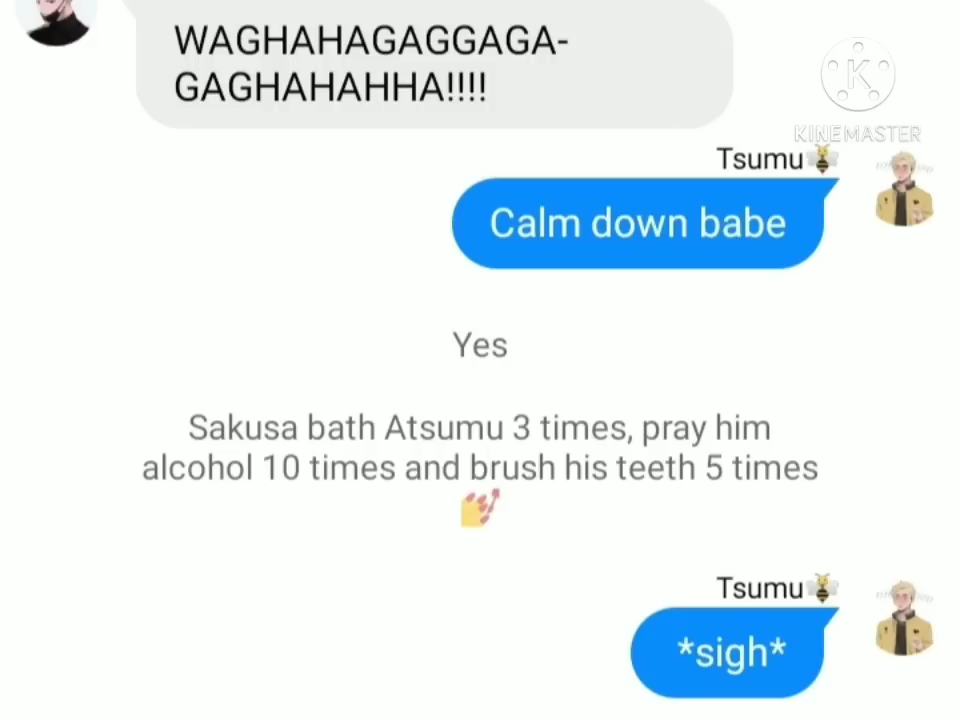 WAGHAHAGAGGAGA-
GAGHAHAHHA!!!!
KINEMASTER
Tsumu🐝
Calm down babe
Yes
Sakusa bath Atsumu 3 times, pray him
alcohol 10 times and brush his teeth 5 times
💅
Tsumu🐝
*sigh*